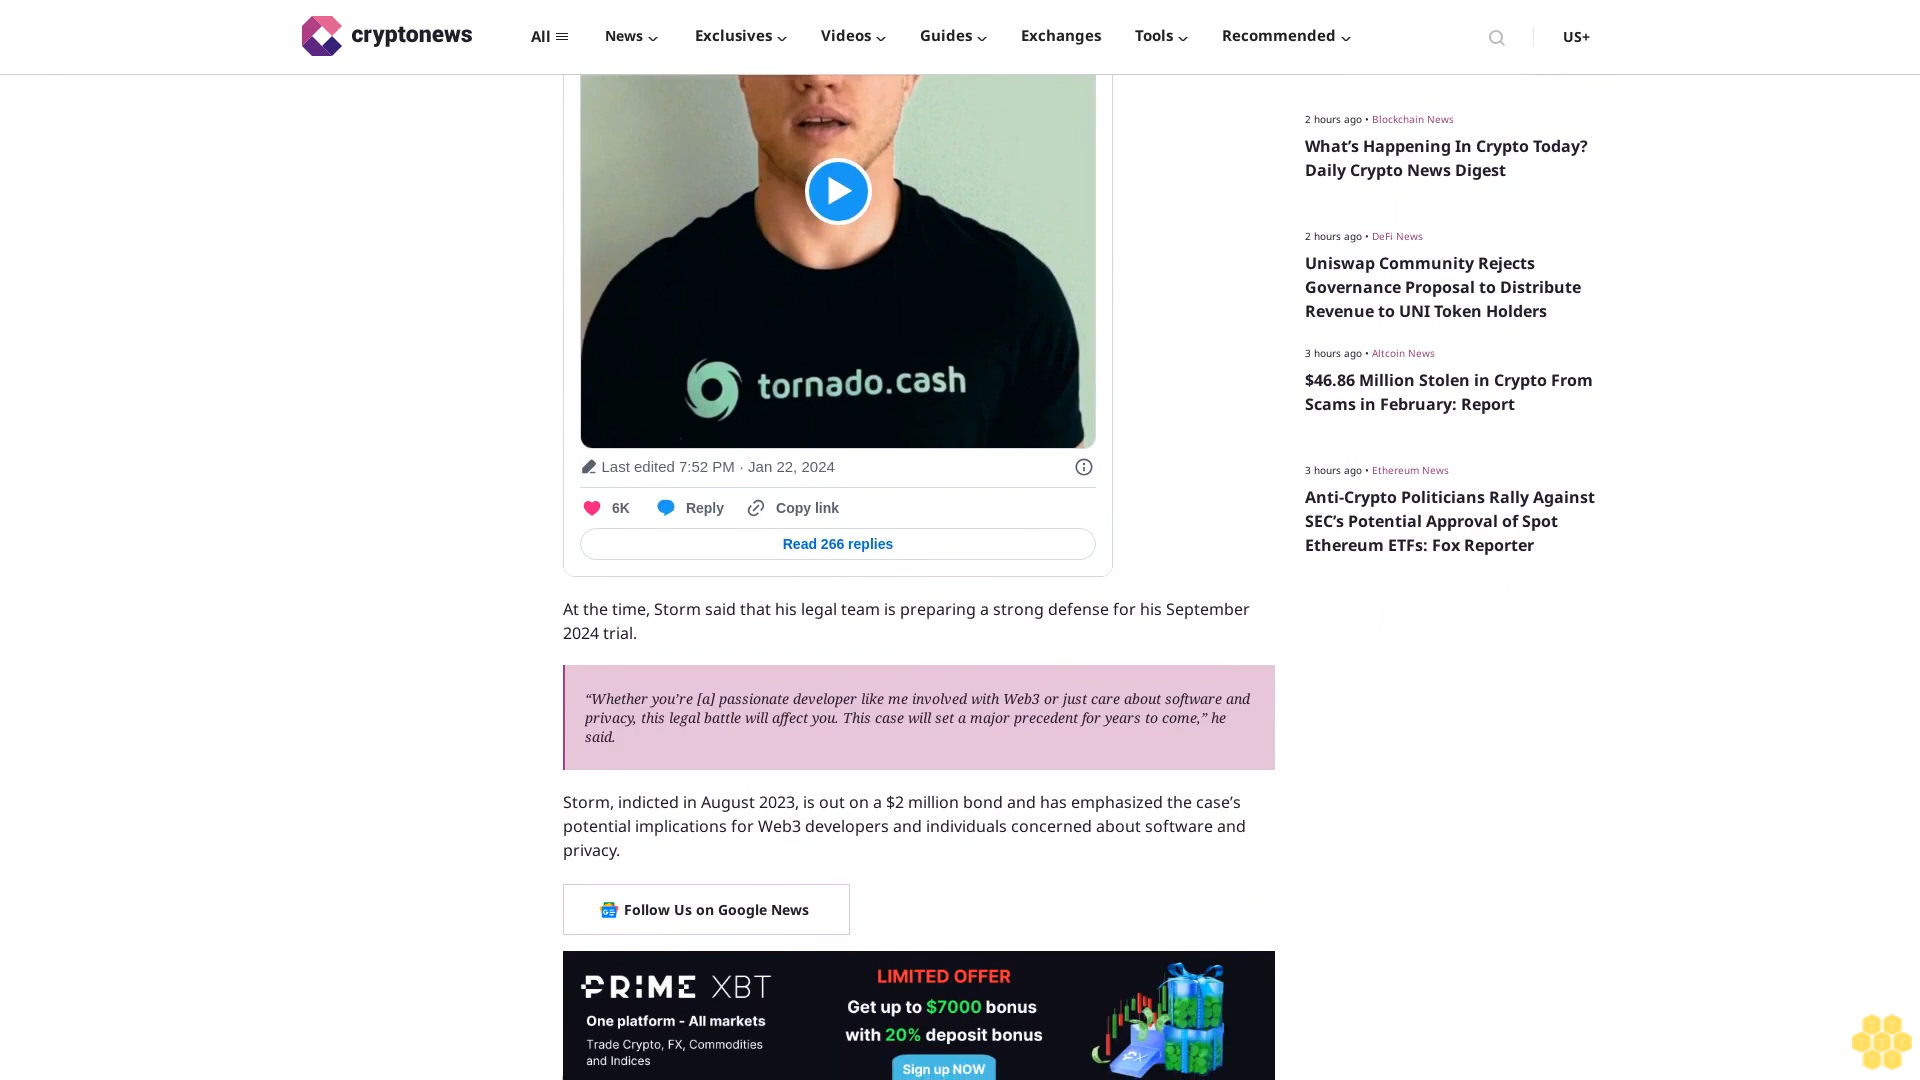 cryptonews
All
News
Exclusives
Videos
Guides
Exchanges
Tools
Recommended
US+
tornado.cash
Last edited 7:52 PM · Jan 22, 2024
6K
Reply
Copy link
Read 266 replies
At the time, Storm said that his legal team is preparing a strong defense for his September
2024 trial.
“Whether you’re [a] passionate developer like me involved with Web3 or just care about software and
privacy, this legal battle will affect you. This case will set a major precedent for years to come,” he
said.
Storm, indicted in August 2023, is out on a $2 million bond and has emphasized the case’s
potential implications for Web3 developers and individuals concerned about software and
privacy.
Follow Us on Google News
PRIME XBT
One platform - All markets
Trade Crypto, FX, Commodities
and Indices
LIMITED OFFER
Get up to $7000 bonus
with 20% deposit bonus
Sign up NOW
2 hours ago • Blockchain News
What’s Happening In Crypto Today?
Daily Crypto News Digest
2 hours ago • DeFi News
Uniswap Community Rejects
Governance Proposal to Distribute
Revenue to UNI Token Holders
3 hours ago • Altcoin News
$46.86 Million Stolen in Crypto From
Scams in February: Report
3 hours ago • Ethereum News
Anti-Crypto Politicians Rally Against
SEC’s Potential Approval of Spot
Ethereum ETFs: Fox Reporter